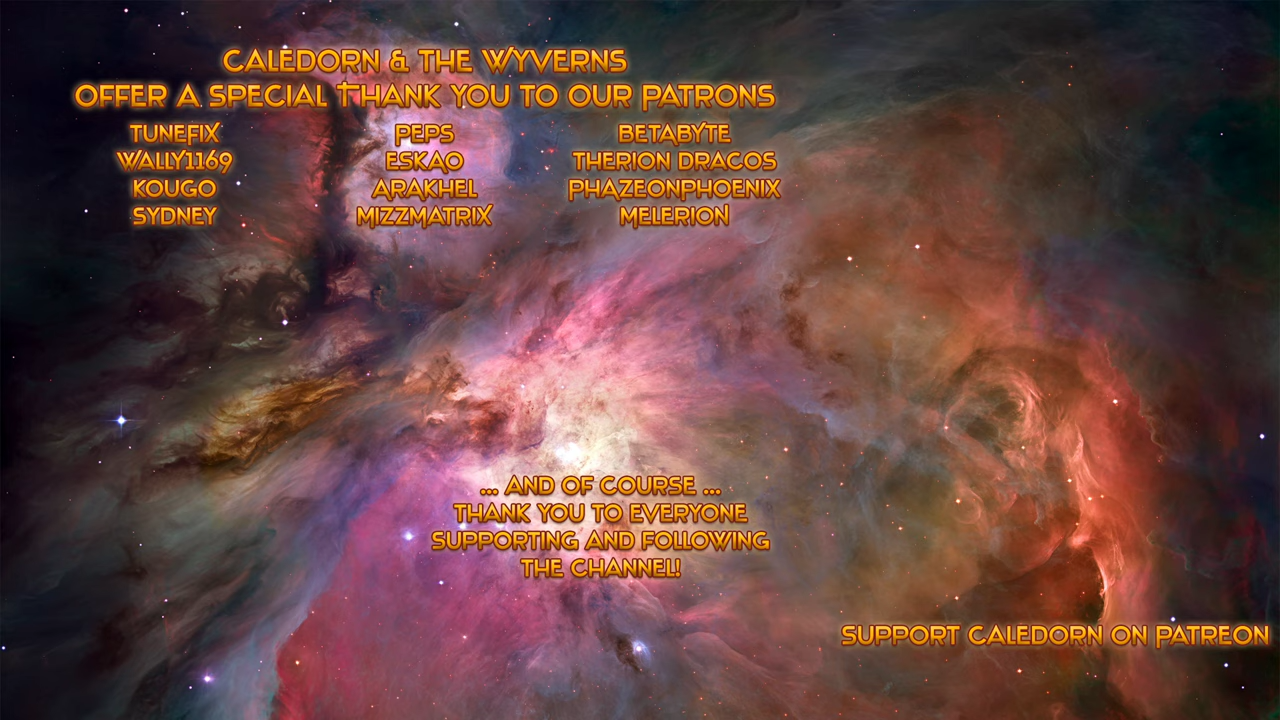 CALEDORN & THE WYVERNS
OFFER A SPECIAL THANK YOU TO OUR PATRONS
TUNEFIX PEPS BETABYTE
WALLY1169 ESKAO THERION DRACOS
KOUGO ARAKHEL PHAZEONPHOENIX
SYDNEY MIZZMATRIX MELERION
... AND OF COURSE ...
THANK YOU TO EVERYONE
SUPPORTING AND FOLLOWING
THE CHANNEL!
SUPPORT CALEDORN ON PATREON